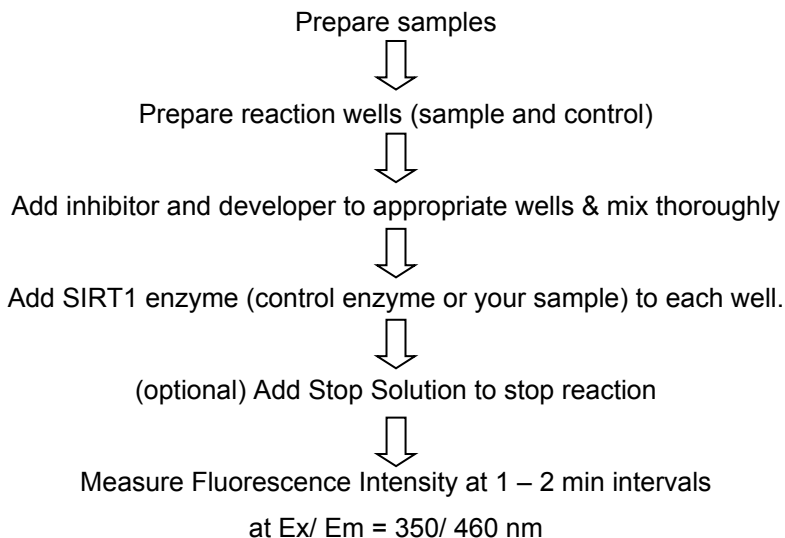 Prepare samples
Prepare reaction wells (sample and control)
Add inhibitor and developer to appropriate wells & mix thoroughly
Add SIRT1 enzyme (control enzyme or your sample) to each well.
(optional) Add Stop Solution to stop reaction
Measure Fluorescence Intensity at 1 – 2 min intervals
at Ex/ Em = 350/ 460 nm